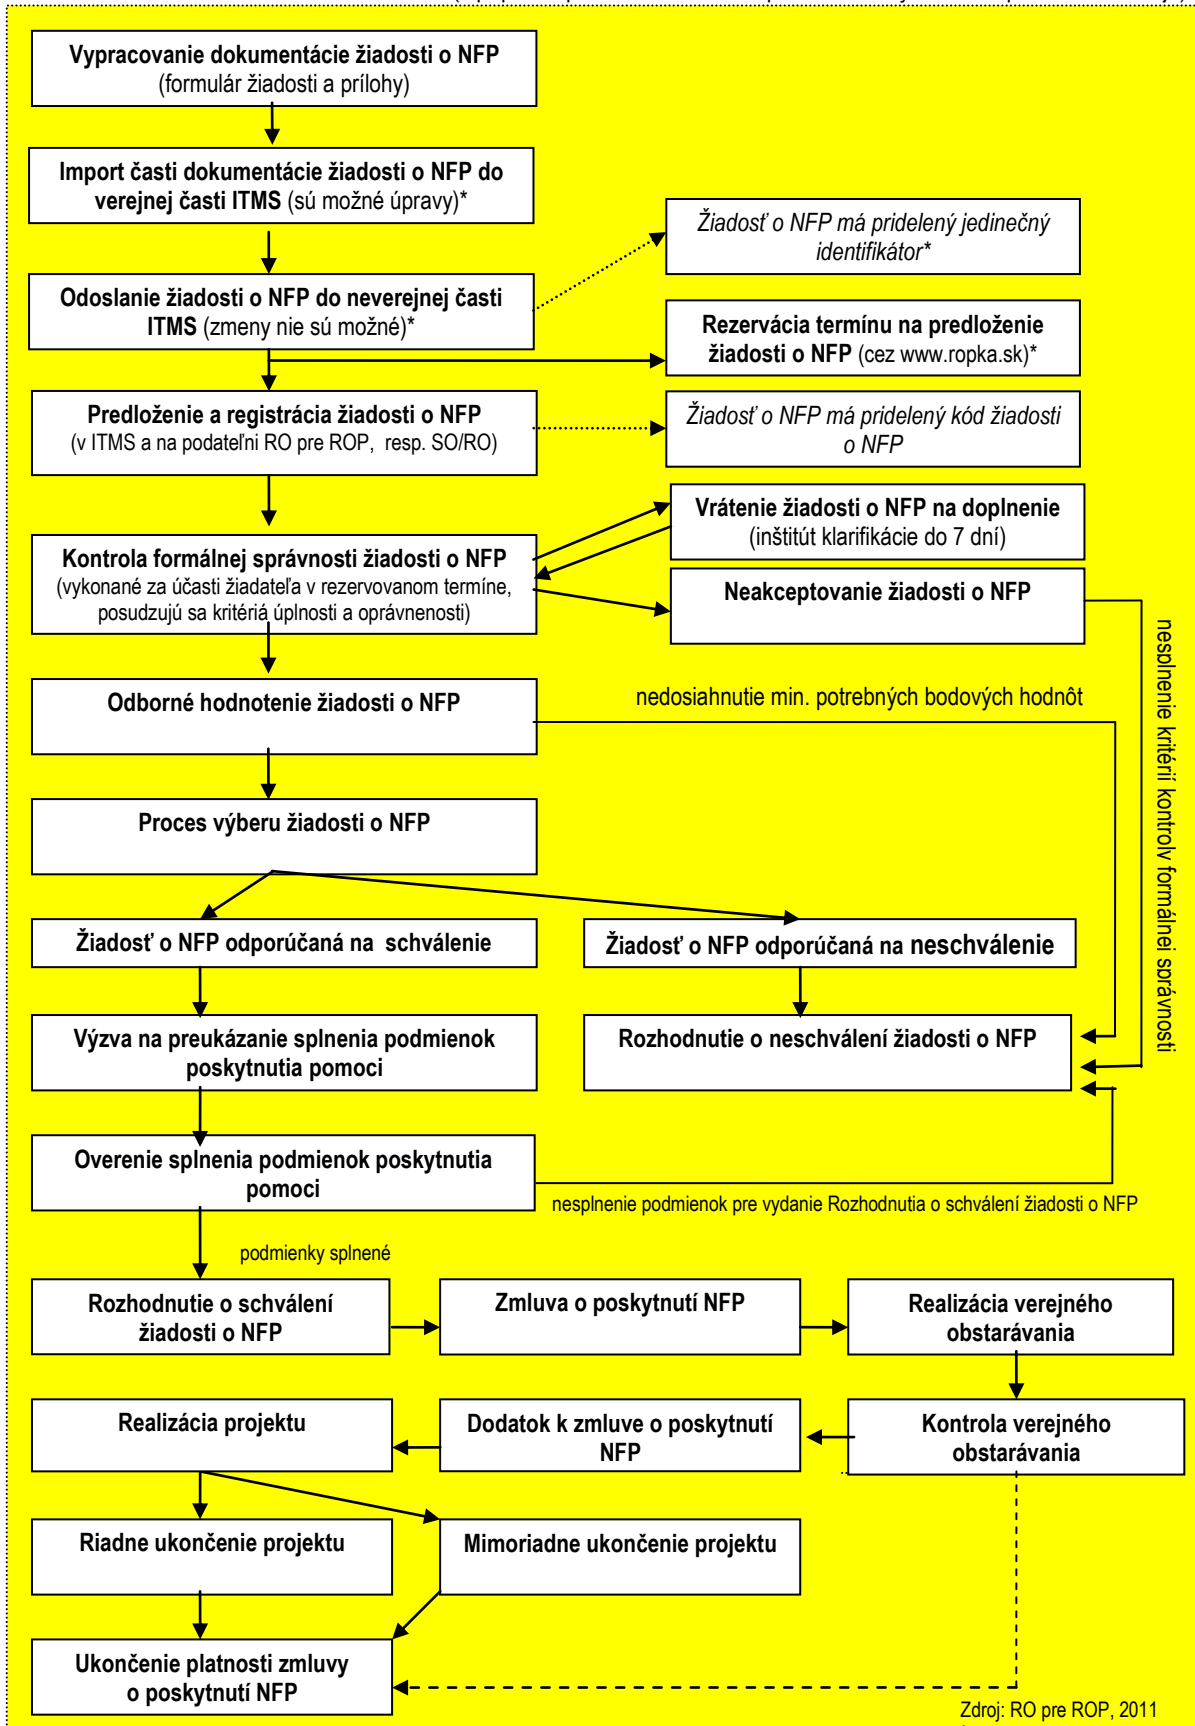 Vypracovanie dokumentácie žiadosti o NFP
(formulár žiadosti a prílohy)
Import časti dokumentácie žiadosti o NFP do
verejnej časti ITMS (sú možné úpravy)*
Žiadosť o NFP má pridelený jedinečný
identifikátor*
Odoslanie žiadosti o NFP do neverejnej časti
ITMS (zmeny nie sú možné)*
Rezervácia termínu na predloženie
žiadosti o NFP (cez www.ropka.sk)*
Predloženie a registrácia žiadosti o NFP
(v ITMS a na podateľni RO pre ROP, resp. SO/RO)
Žiadosť o NFP má pridelený kód žiadosti
o NFP
Vrátenie žiadosti o NFP na doplnenie
(inštitút klarifikácie do 7 dní)
Kontrola formálnej správnosti žiadosti o NFP
(vykonané za účasti žiadateľa v rezervovanom termíne,
posudzujú sa kritériá úplnosti a oprávnenosti)
Neakceptovanie žiadosti o NFP
nesplnenie kritérií kontroly formálnej správnosti
Odborné hodnotenie žiadosti o NFP
nedosiahnutie min. potrebných bodových hodnôt
Proces výberu žiadosti o NFP
Žiadosť o NFP odporúčaná na schválenie
Žiadosť o NFP odporúčaná na neschválenie
Výzva na preukázanie splnenia podmienok
poskytnutia pomoci
Rozhodnutie o neschválení žiadosti o NFP
Overenie splnenia podmienok poskytnutia
pomoci
nesplnenie podmienok pre vydanie Rozhodnutia o schválení žiadosti o NFP
podmienky splnené
Rozhodnutie o schválení
žiadosti o NFP
Zmluva o poskytnutí NFP
Realizácia verejného
obstarávania
Realizácia projektu
Dodatok k zmluve o poskytnutí
NFP
Kontrola verejného
obstarávania
Riadne ukončenie projektu
Mimoriadne ukončenie projektu
Ukončenie platnosti zmluvy
o poskytnutí NFP
Zdroj: RO pre ROP, 2011